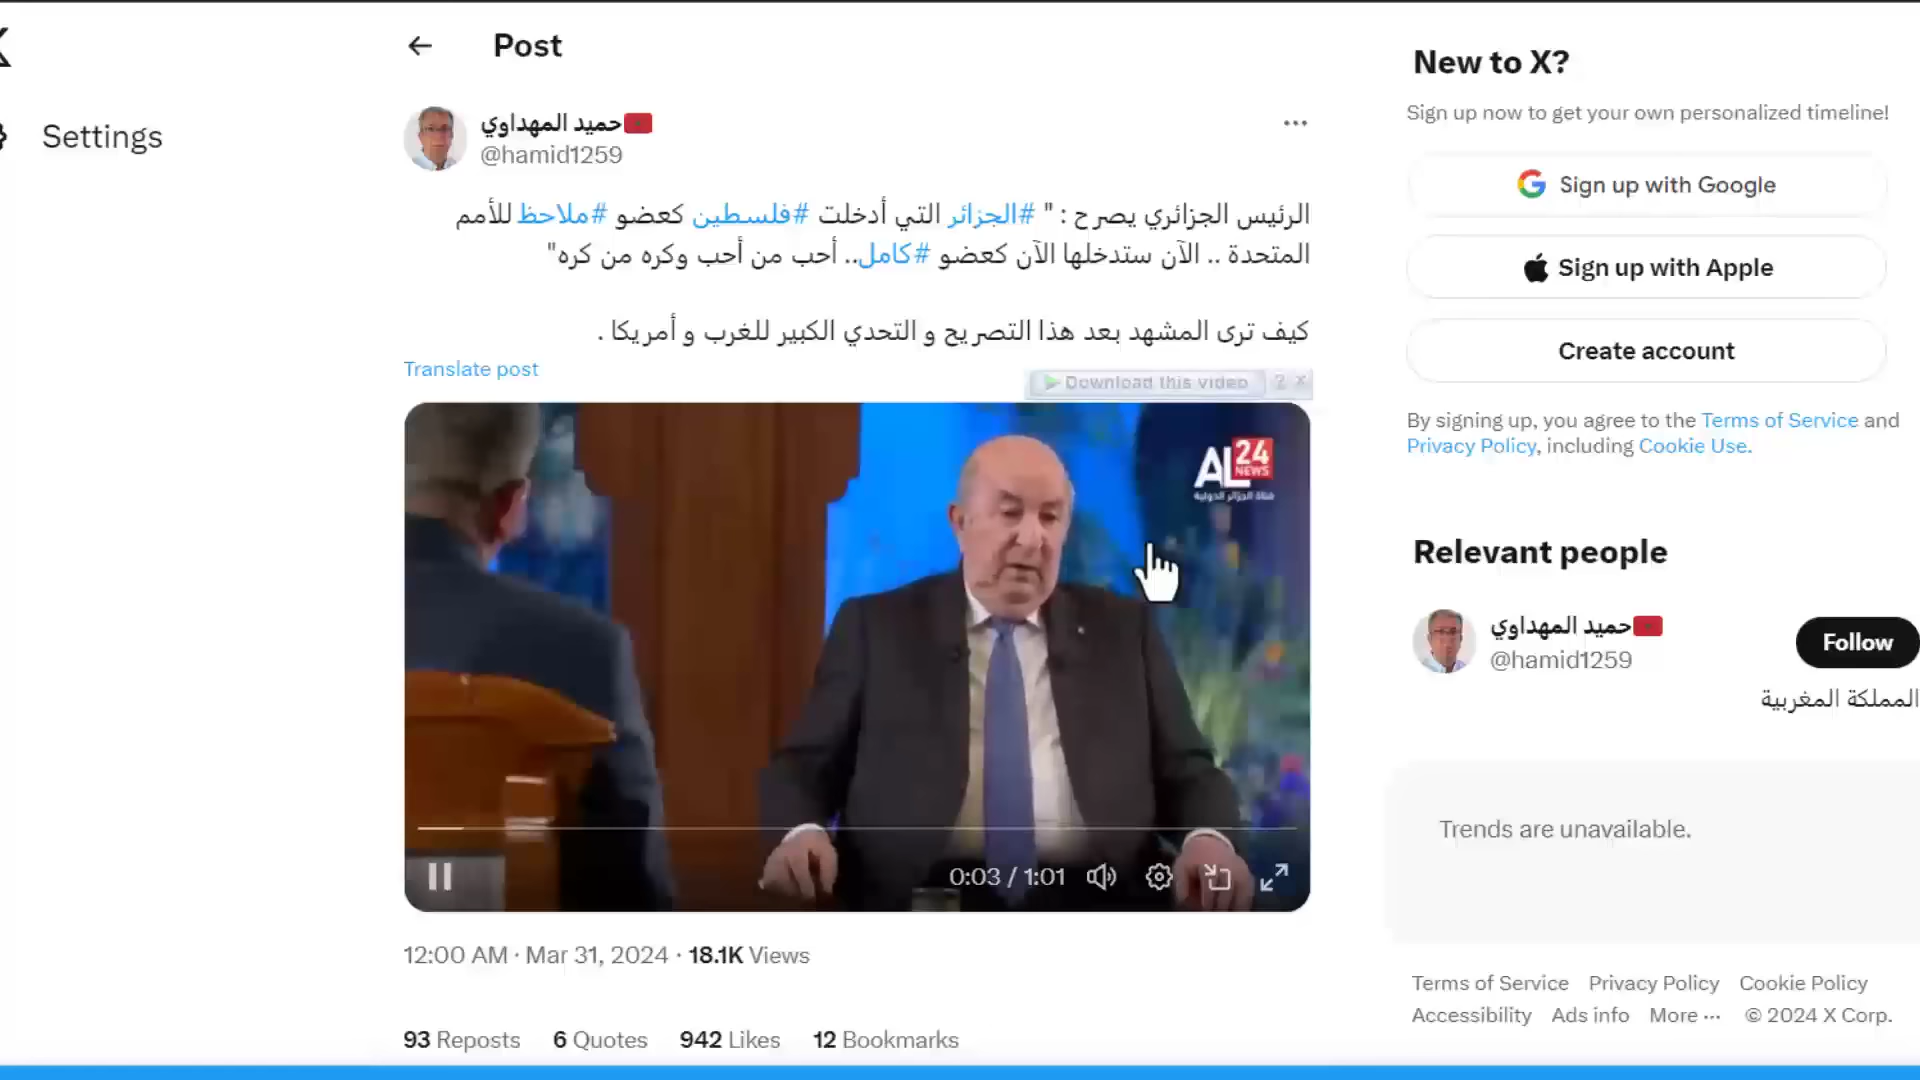 Post
Settings
حميد المهداوي
@hamid1259
الرئيس الجزائري يصرح : " #الجزائر التي أدخلت #فلسطين كعضو #ملاحظ للأمم
المتحدة .. الآن ستدخلها الآن كعضو #كامل.. أحب من أحب وكره من كره"
كيف ترى المشهد بعد هذا التصريح و التحدي الكبير للغرب و أمريكا .
Translate post
Download this video ? x
AL 24 NEWS
قناة الجزائر الدولية
0:03 / 1:01
12:00 AM · Mar 31, 2024 · 18.1K Views
93 Reposts 6 Quotes 942 Likes 12 Bookmarks
New to X?
Sign up now to get your own personalized timeline!
Sign up with Google
Sign up with Apple
Create account
By signing up, you agree to the Terms of Service and
Privacy Policy, including Cookie Use.
Relevant people
حميد المهداوي
@hamid1259
Follow
المملكة المغربية
Trends are unavailable.
Terms of Service Privacy Policy Cookie Policy
Accessibility Ads info More ··· © 2024 X Corp.